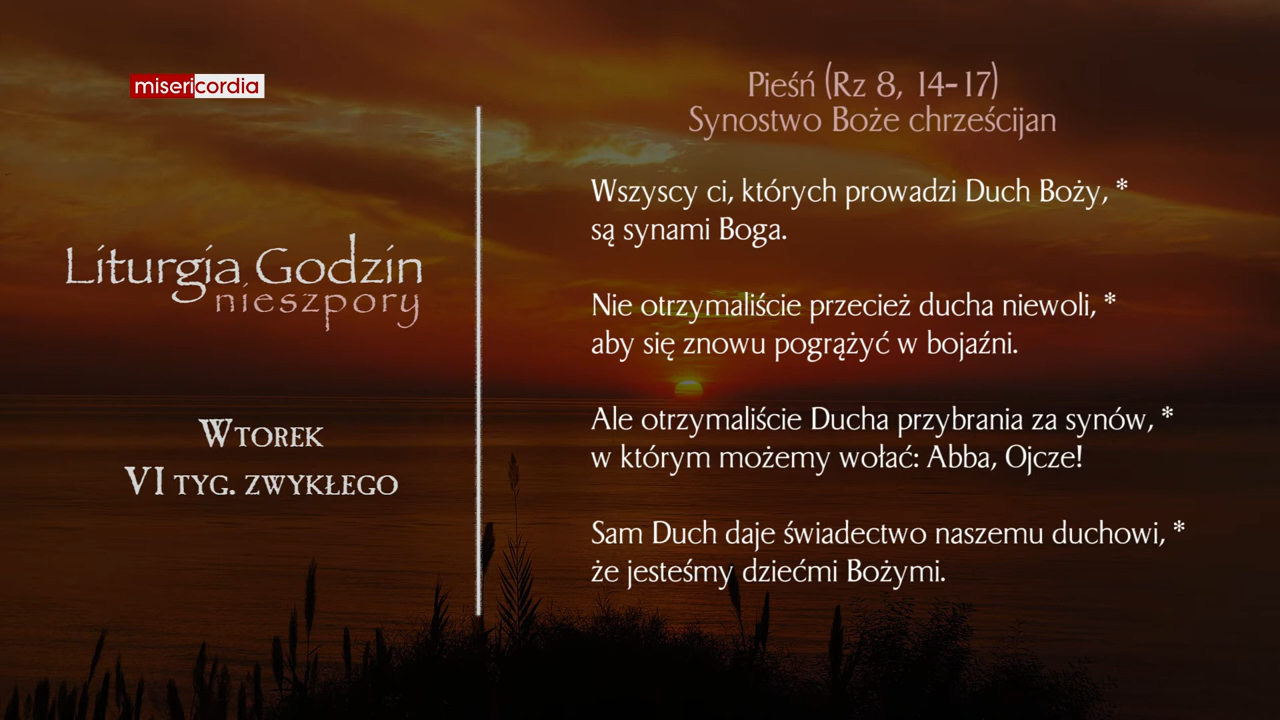 misericordia
Liturgia Godzin
nieszpory
Wtorek
VI tyg. zwykłego
Pieśń (Rz 8, 14-17)
Synostwo Boże chrześcijan
Wszyscy ci, których prowadzi Duch Boży, *
są synami Boga.
Nie otrzymaliście przecież ducha niewoli, *
aby się znowu pogrążyć w bojaźni.
Ale otrzymaliście Ducha przybrania za synów, *
w którym możemy wołać: Abba, Ojcze!
Sam Duch daje świadectwo naszemu duchowi, *
że jesteśmy dziećmi Bożymi.